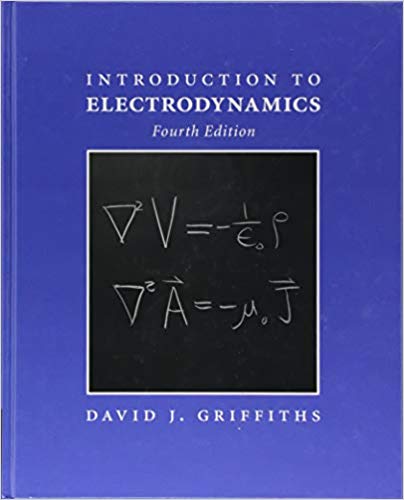 INTRODUCTION TO
ELECTRODYNAMICS
Fourth Edition
∇²V = -1/ϵ₀ ρ
∇²A⃗ = -μ₀ J⃗
DAVID J. GRIFFITHS